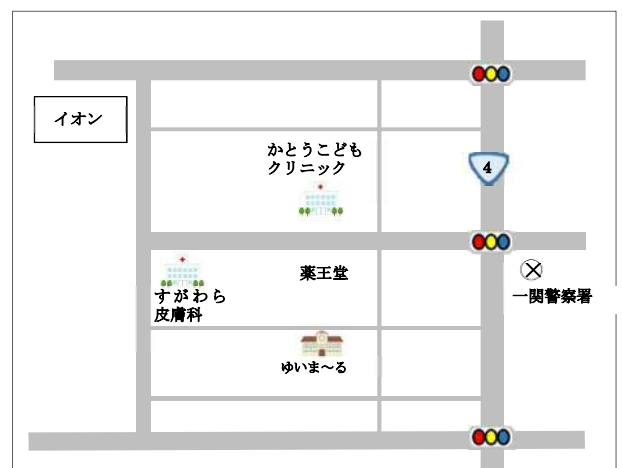 イオン
かとうこども
クリニック
4
薬王堂
すがわら
皮膚科
一関警察署
ゆいま～る